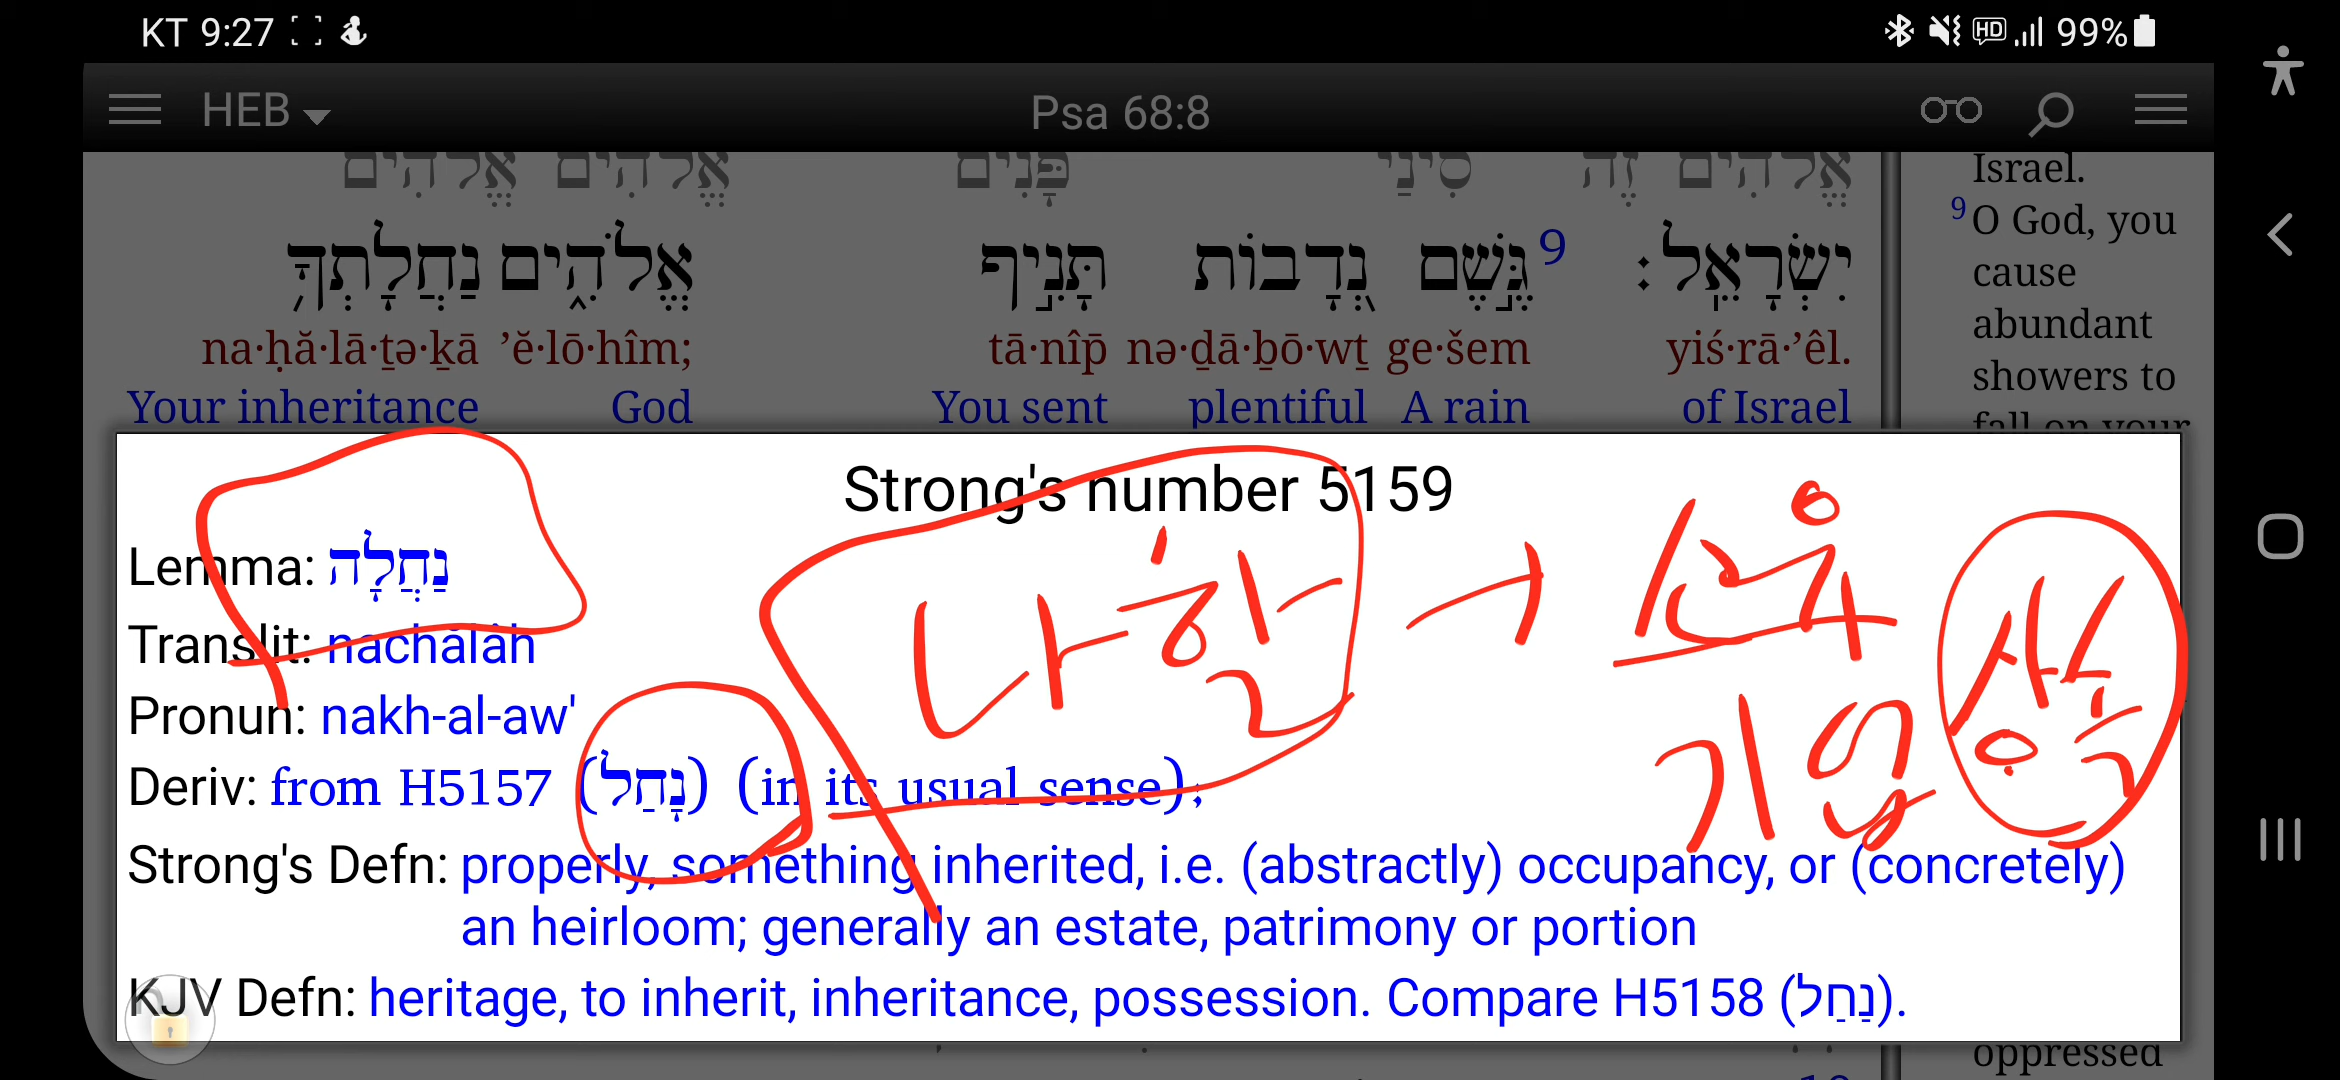 KT 9:27 99%
HEB Psa 68:8
אֱלֹהִים זֶה סִינַי פָּנִים אֱלֹהִים אֱלֹהִים
יִשְׂרָאֵֽל׃ 9 גֶּ֣שֶׁם נְ֭דָבוֹת תָּנִ֣יף אֱלֹהִ֑ים נַחֲלָתְךָ֥
na·ḥă·lā·ṯə·ḵā ’ĕ·lō·hîm; tā·nîp̄ nə·ḏā·ḇō·wṯ ge·šem yiś·rā·’êl.
Your inheritance God You sent plentiful A rain of Israel
Israel.
9 O God, you
cause
abundant
showers to
fall on your
Strong's number 5159
Lemma: נַחֲלָה
Translit: nachălâh
Pronun: nakh-al-aw'
Deriv: from H5157 (נָחַל) (in its usual sense);
Strong's Defn: properly, something inherited, i.e. (abstractly) occupancy, or (concretely)
an heirloom; generally an estate, patrimony or portion
KJV Defn: heritage, to inherit, inheritance, possession. Compare H5158 (נַחַל).
나할
기업
상속
oppressed